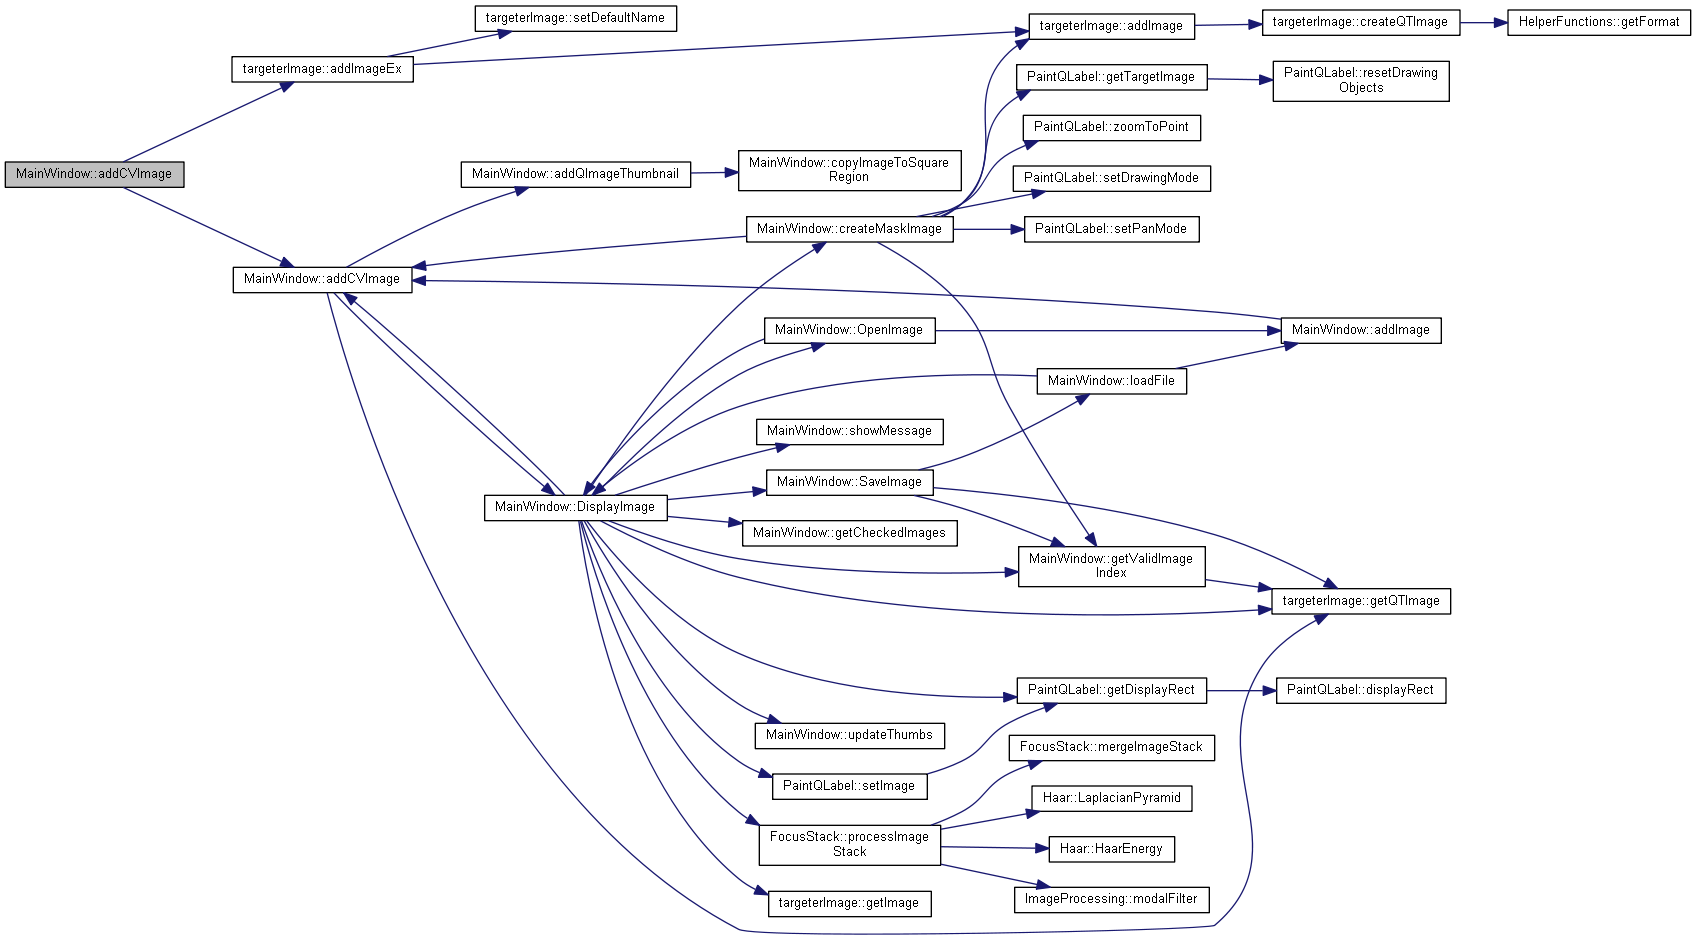 MainWindow::addCVImage
targeterImage::addImageEx
targeterImage::setDefaultName
MainWindow::addCVImage
MainWindow::addQImageThumbnail
MainWindow::copyImageToSquare
Region
targeterImage::addImage
targeterImage::createQTImage
HelperFunctions::getFormat
PaintQLabel::getTargetImage
PaintQLabel::resetDrawing
Objects
PaintQLabel::zoomToPoint
PaintQLabel::setDrawingMode
MainWindow::createMaskImage
PaintQLabel::setPanMode
MainWindow::OpenImage
MainWindow::addImage
MainWindow::loadFile
MainWindow::showMessage
MainWindow::SaveImage
MainWindow::DisplayImage
MainWindow::getCheckedImages
MainWindow::getValidImage
Index
targeterImage::getQTImage
PaintQLabel::getDisplayRect
PaintQLabel::displayRect
MainWindow::updateThumbs
FocusStack::mergeImageStack
PaintQLabel::setImage
Haar::LaplacianPyramid
FocusStack::processImage
Stack
Haar::HaarEnergy
ImageProcessing::modalFilter
targeterImage::getImage